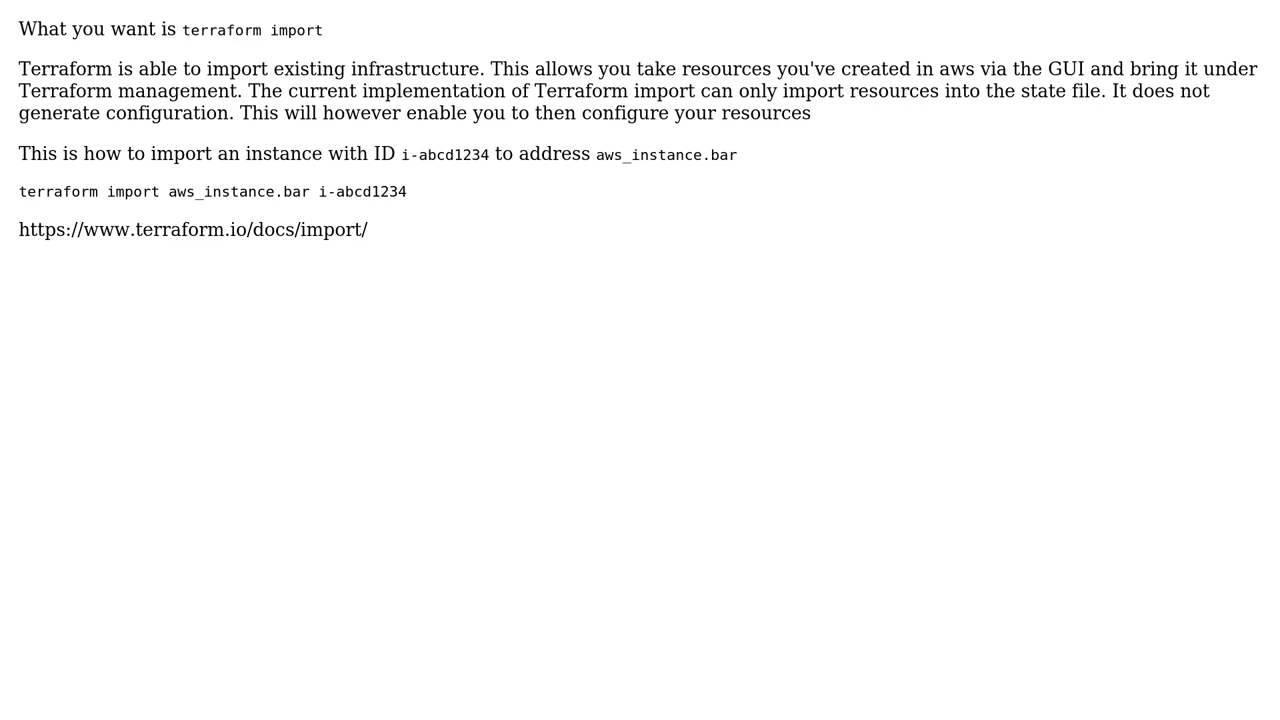 What you want is terraform import
Terraform is able to import existing infrastructure. This allows you take resources you've created in aws via the GUI and bring it under
Terraform management. The current implementation of Terraform import can only import resources into the state file. It does not
generate configuration. This will however enable you to then configure your resources
This is how to import an instance with ID i-abcd1234 to address aws_instance.bar
terraform import aws_instance.bar i-abcd1234
https://www.terraform.io/docs/import/